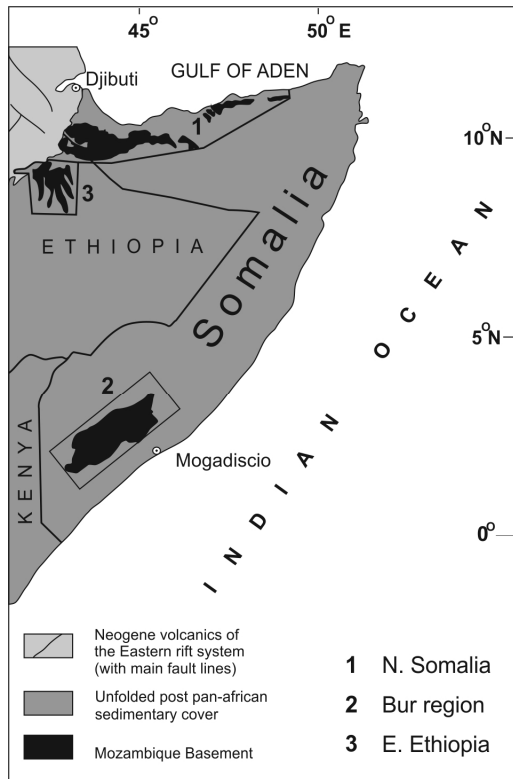 45° 50° E
Djibuti
GULF OF ADEN
1
10°N
3
ETHIOPIA
Somalia
INDIAN OCEAN
5°N
2
KENYA
Mogadiscio
0°
Neogene volcanics of
the Eastern rift system
(with main fault lines)
Unfolded post pan-african
sedimentary cover
Mozambique Basement
1 N. Somalia
2 Bur region
3 E. Ethiopia